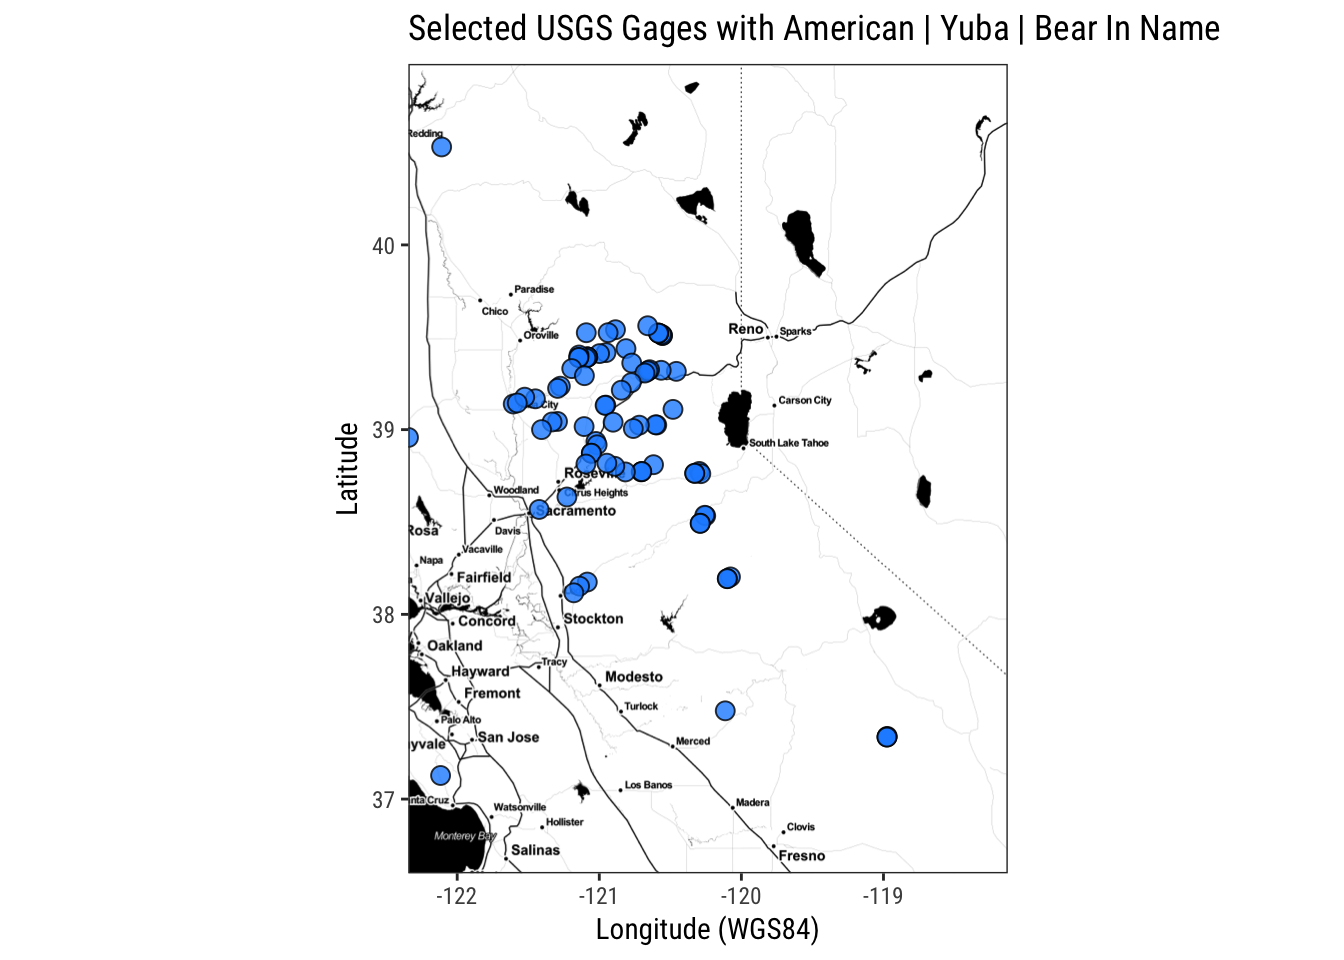 Selected USGS Gages with American | Yuba | Bear In Name
Redding
40
Paradise
Chico
Oroville
Reno
Sparks
City
Carson City
39
South Lake Tahoe
Latitude
Woodland
Citrus Heights
Sacramento
Davis
Rosa
Vacaville
Napa
Fairfield
Vallejo
38
Concord
Stockton
Oakland
Tracy
Hayward
Modesto
Fremont
Turlock
Palo Alto
San Jose
yvale
Merced
Los Banos
37
nta Cruz
Watsonville
Madera
Hollister
Clovis
Monterey Bay
Salinas
Fresno
-122
-121
-120
-119
Longitude (WGS84)